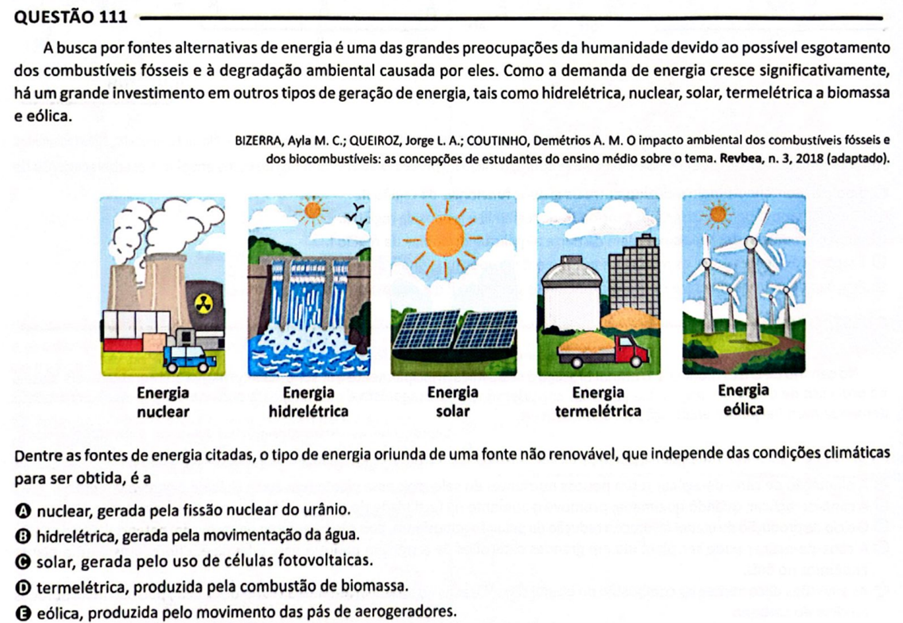 QUESTÃO 111
A busca por fontes alternativas de energia é uma das grandes preocupações da humanidade devido ao possível esgotamento
dos combustíveis fósseis e à degradação ambiental causada por eles. Como a demanda de energia cresce significativamente,
há um grande investimento em outros tipos de geração de energia, tais como hidrelétrica, nuclear, solar, termelétrica a biomassa
e eólica.
BIZERRA, Ayla M. C.; QUEIROZ, Jorge L. A.; COUTINHO, Demétrios A. M. O impacto ambiental dos combustíveis fósseis e
dos biocombustíveis: as concepções de estudantes do ensino médio sobre o tema. Revbea, n. 3, 2018 (adaptado).
Energia
nuclear
Energia
hidrelétrica
Energia
solar
Energia
termelétrica
Energia
eólica
Dentre as fontes de energia citadas, o tipo de energia oriunda de uma fonte não renovável, que independe das condições climáticas
para ser obtida, é a
A nuclear, gerada pela fissão nuclear do urânio.
B hidrelétrica, gerada pela movimentação da água.
C solar, gerada pelo uso de células fotovoltaicas.
D termelétrica, produzida pela combustão de biomassa.
E eólica, produzida pelo movimento das pás de aerogeradores.